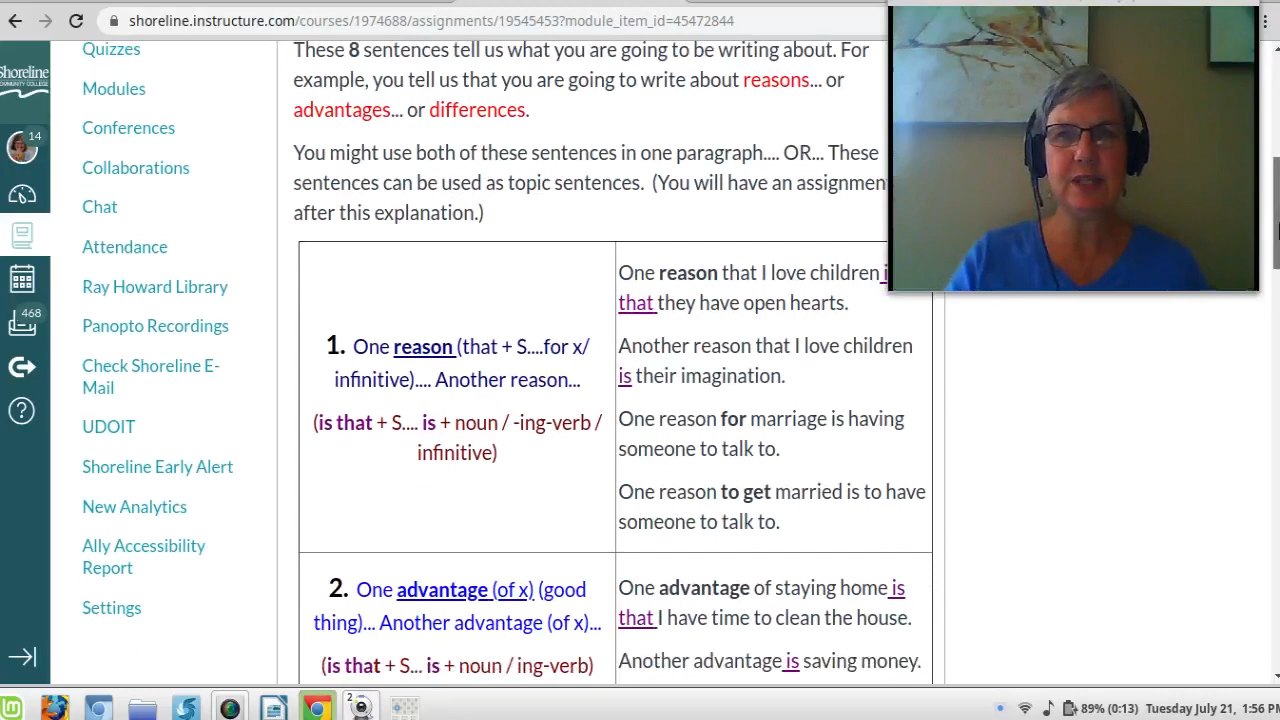 shoreline.instructure.com/courses/1974688/assignments/19545453?module_item_id=45472844
Shoreline
COMMUNITY COLLEGE
14
468
Quizzes
Modules
Conferences
Collaborations
Chat
Attendance
Ray Howard Library
Panopto Recordings
Check Shoreline E-
Mail
UDOIT
Shoreline Early Alert
New Analytics
Ally Accessibility
Report
Settings
These 8 sentences tell us what you are going to be writing about. For
example, you tell us that you are going to write about reasons... or
advantages... or differences.
You might use both of these sentences in one paragraph.... OR... These
sentences can be used as topic sentences. (You will have an assignmen
after this explanation.)
1. One reason (that + S....for x/
infinitive).... Another reason...
(is that + S.... is + noun / -ing-verb /
infinitive)
One reason that I love children i
that they have open hearts.
Another reason that I love children
is their imagination.
One reason for marriage is having
someone to talk to.
One reason to get married is to have
someone to talk to.
2. One advantage (of x) (good
thing)... Another advantage (of x)...
(is that + S... is + noun / ing-verb)
One advantage of staying home is
that I have time to clean the house.
Another advantage is saving money.
2
89% (0:13) Tuesday July 21, 1:56 PM